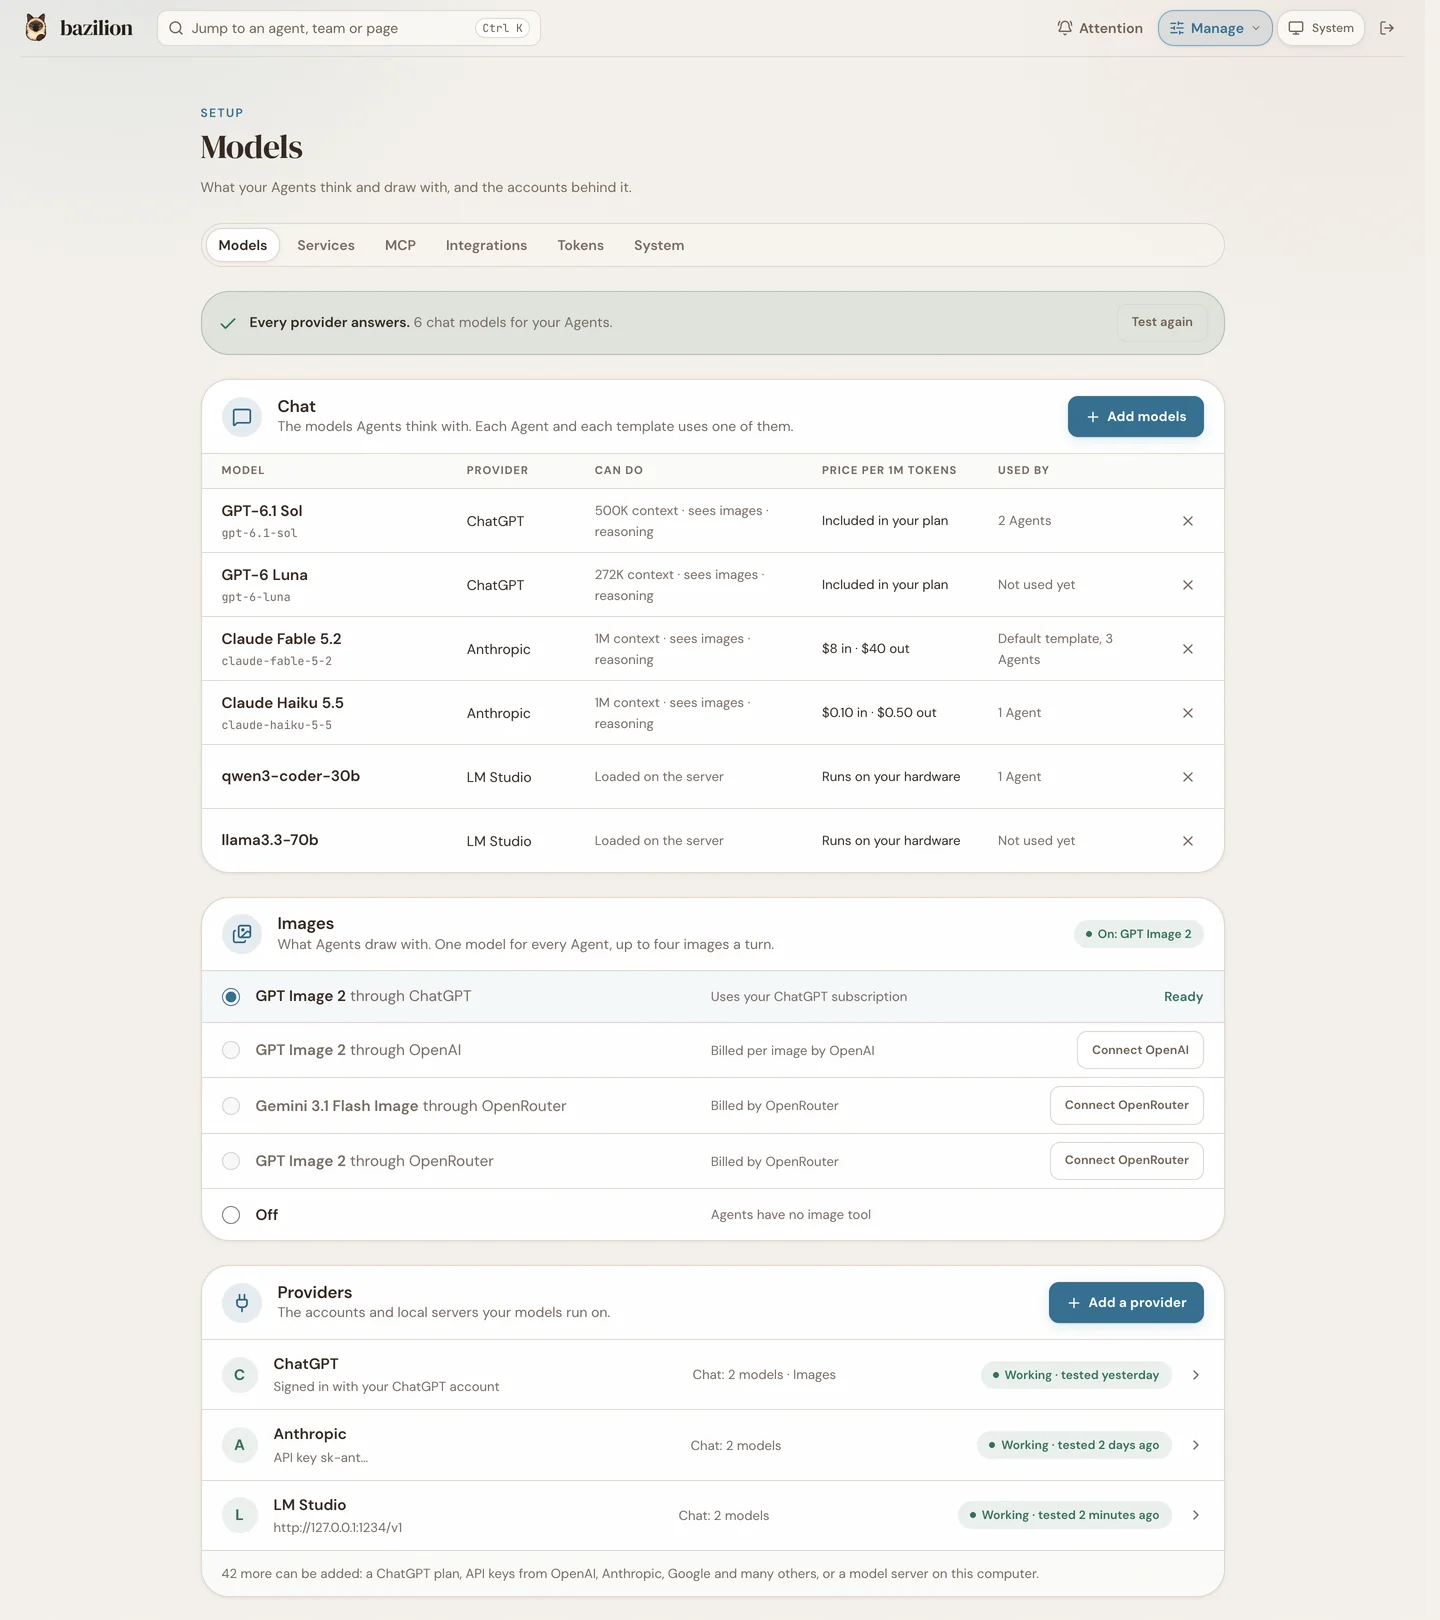 bazilion
Jump to an agent, team or page
Ctrl K
Attention
Manage
System
SETUP
Models
What your Agents think and draw with, and the accounts behind it.
Models Services MCP Integrations Tokens System
Every provider answers. 6 chat models for your Agents.
Test again
Chat
The models Agents think with. Each Agent and each template uses one of them.
+ Add models
MODEL PROVIDER CAN DO PRICE PER 1M TOKENS USED BY
GPT-6.1 Sol
gpt-6.1-sol
ChatGPT
500K context · sees images ·
reasoning
Included in your plan
2 Agents
GPT-6 Luna
gpt-6-luna
ChatGPT
272K context · sees images ·
reasoning
Included in your plan
Not used yet
Claude Fable 5.2
claude-fable-5-2
Anthropic
1M context · sees images ·
reasoning
$8 in · $40 out
Default template, 3
Agents
Claude Haiku 5.5
claude-haiku-5-5
Anthropic
1M context · sees images ·
reasoning
$0.10 in · $0.50 out
1 Agent
qwen3-coder-30b
LM Studio
Loaded on the server
Runs on your hardware
1 Agent
llama3.3-70b
LM Studio
Loaded on the server
Runs on your hardware
Not used yet
Images
What Agents draw with. One model for every Agent, up to four images a turn.
On: GPT Image 2
GPT Image 2 through ChatGPT
Uses your ChatGPT subscription
Ready
GPT Image 2 through OpenAI
Billed per image by OpenAI
Connect OpenAI
Gemini 3.1 Flash Image through OpenRouter
Billed by OpenRouter
Connect OpenRouter
GPT Image 2 through OpenRouter
Billed by OpenRouter
Connect OpenRouter
Off
Agents have no image tool
Providers
The accounts and local servers your models run on.
+ Add a provider
C
ChatGPT
Signed in with your ChatGPT account
Chat: 2 models · Images
Working · tested yesterday
A
Anthropic
API key sk-ant…
Chat: 2 models
Working · tested 2 days ago
L
LM Studio
http://127.0.0.1:1234/v1
Chat: 2 models
Working · tested 2 minutes ago
42 more can be added: a ChatGPT plan, API keys from OpenAI, Anthropic, Google and many others, or a model server on this computer.